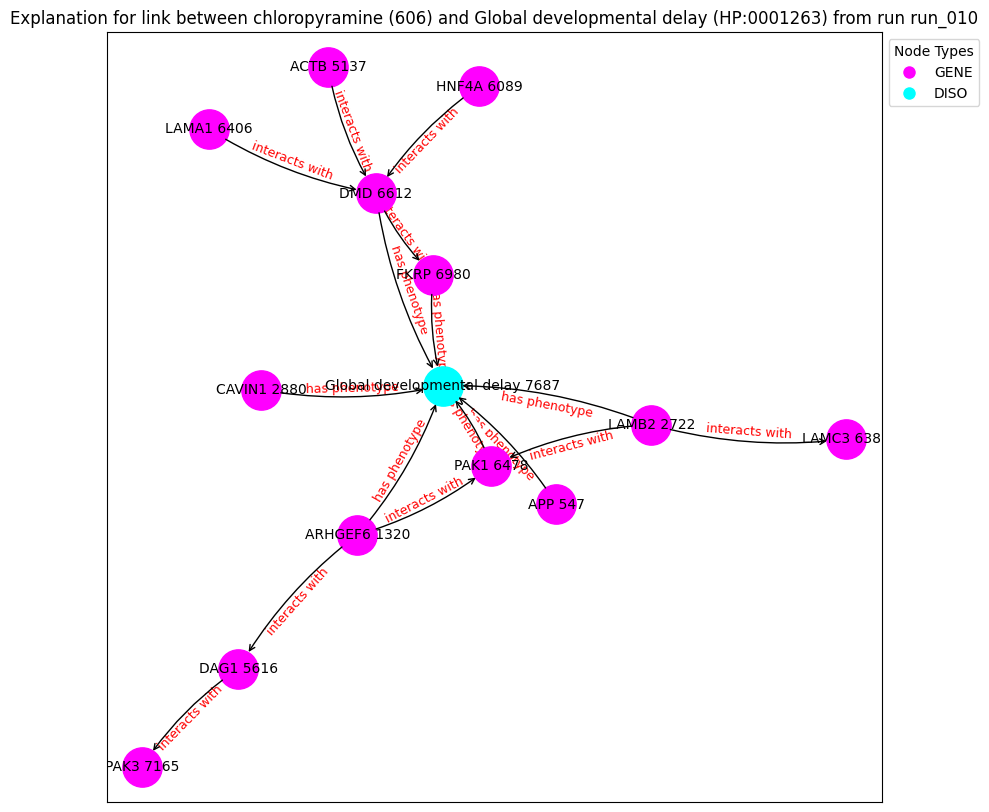 Explanation for link between chloropyramine (606) and Global developmental delay (HP:0001263) from run run_010
Node Types
GENE
DISO
ACTB 5137
HNF4A 6089
LAMA1 6406
interacts with
interacts with
interacts with
DMD 6612
has phenotype
FKRP 6980
has phenotype
Global developmental delay 7687
CAVIN1 2880
has phenotype
has phenotype
LAMB2 2722
interacts with
LAMC3 638
interacts with
has phenotype
has phenotype
PAK1 6478
interacts with
APP 547
ARHGEF6 1320
interacts with
DAG1 5616
interacts with
PAK3 7165